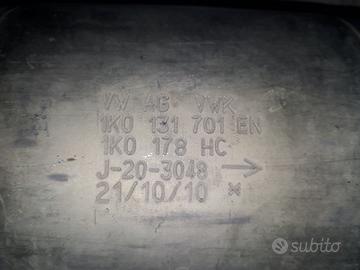 VW AG VWK
1K0 131 701 EN
1K0 178 HC
J-20-3048 →
21/10/10 *
subito